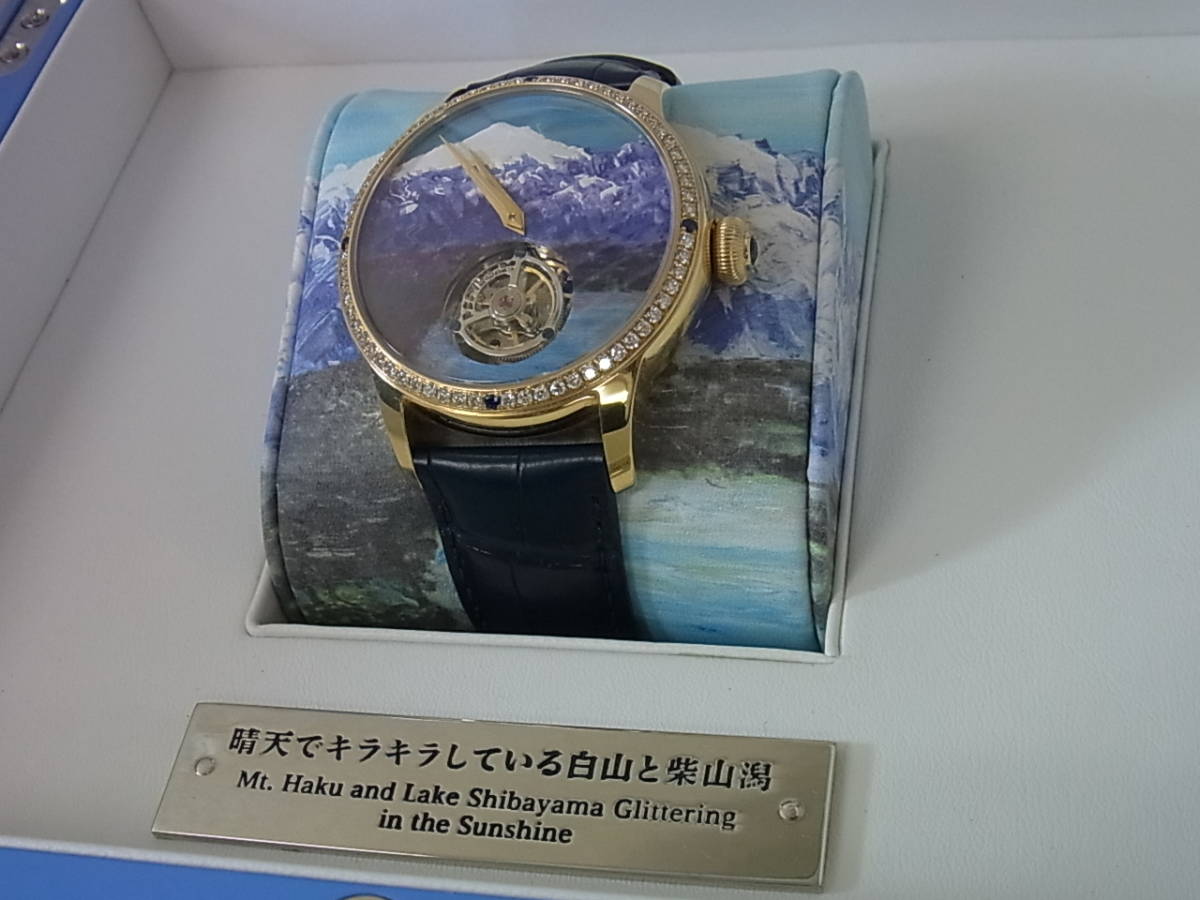 晴天でキラキラしている白山と柴山潟
Mt. Haku and Lake Shibayama Glittering
in the Sunshine